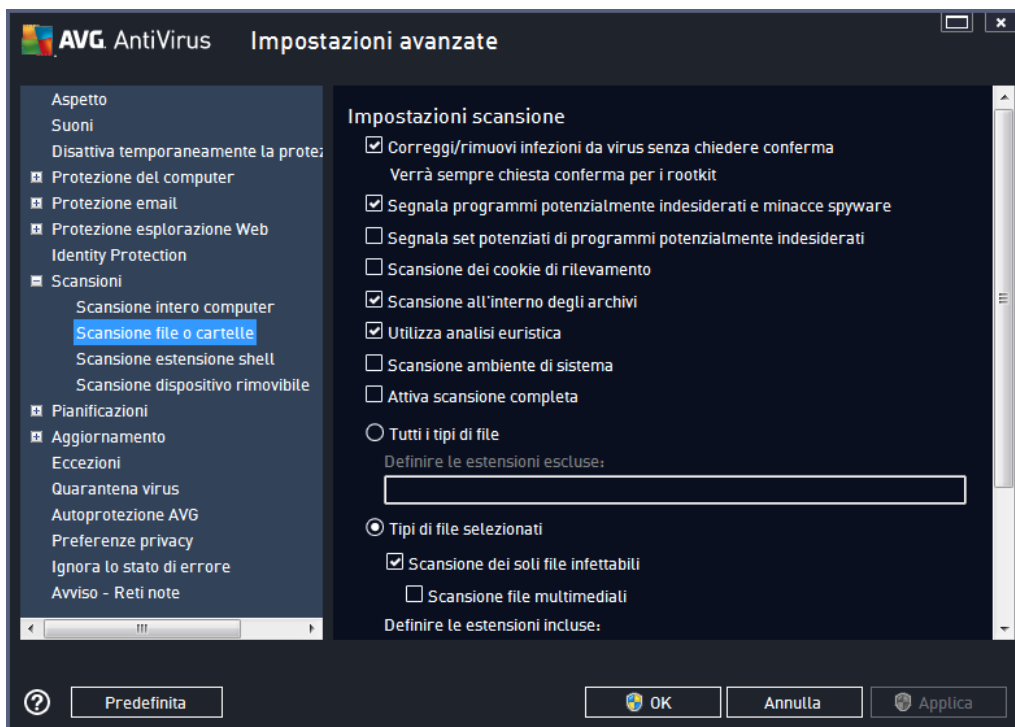 AVG. AntiVirus Impostazioni avanzate
Aspetto
Suoni
Disattiva temporaneamente la
Protezione del computer
Protezione email
Protezione esplorazione Web
Identity Protection
Scansioni
Scansione intero computer
Scansione file o cartelle
Scansione estensione shell
Scansione dispositivo rimovibile
Pianificazioni
Aggiornamento
Eccezioni
Quarantena virus
Autoprotezione AVG
Preferenze privacy
Ignora lo stato di errore
Avviso - Reti note
Impostazioni scansione
Correggi/rimuovi infezioni da virus senza chiedere conferma
Verrà sempre chiesta conferma per i rootkit
Segnala programmi potenzialmente indesiderati e minacce spyware
Segnala set potenziati di programmi potenzialmente indesiderati
Scansione dei cookie di rilevamento
Scansione all'interno degli archivi
Utilizza analisi euristica
Scansione ambiente di sistema
Attiva scansione completa
Tutti i tipi di file
Definire le estensioni escluse:
Tipi di file selezionati
Scansione dei soli file infettabili
Scansione file multimediali
Definire le estensioni incluse:
Predefinita
OK
Annulla
Applica